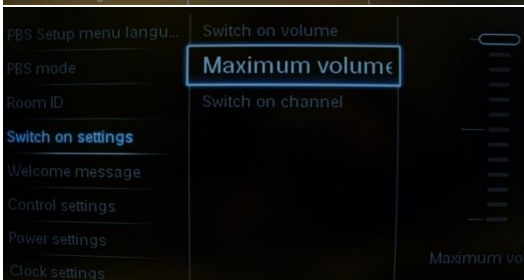 PBS Setup menu langu...
PBS mode
Room ID
Switch on settings
Welcome message
Control settings
Power settings
Clock settings
Switch on volume
Maximum volume
Switch on channel
Maximum vo